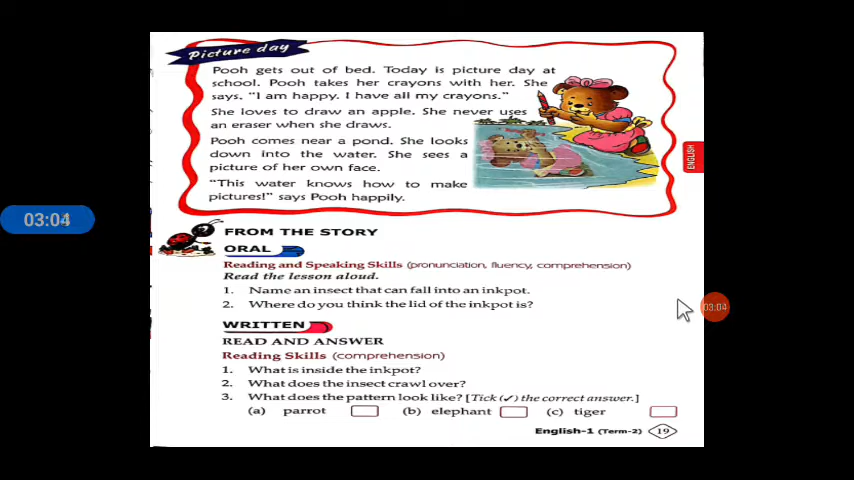 Picture day
Pooh gets out of bed. Today is picture day at
school. Pooh takes her crayons with her. She
says, "I am happy. I have all my crayons."
She loves to draw an apple. She never uses
an eraser when she draws.
Pooh comes near a pond. She looks
down into the water. She sees a
picture of her own face.
"This water knows how to make
pictures!" says Pooh happily.
ENGLISH
03:04
FROM THE STORY
ORAL
Reading and Speaking Skills (pronunciation, fluency, comprehension)
Read the lesson aloud.
1. Name an insect that can fall into an inkpot.
2. Where do you think the lid of the inkpot is?
03:04
WRITTEN
READ AND ANSWER
Reading Skills (comprehension)
1. What is inside the inkpot?
2. What does the insect crawl over?
3. What does the pattern look like? [Tick (✓) the correct answer.]
(a) parrot (b) elephant (c) tiger
English-1 (Term-2) 19